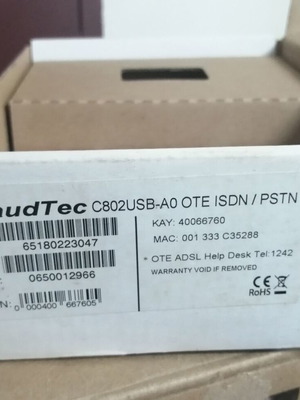 audTec C802USB-A0 OTE ISDN / PSTN
KAY: 40066760
65180223047
MAC: 001 333 C35288
* OTE ADSL Help Desk Tel:1242
WARRANTY VOID IF REMOVED
0650012966
N: 0 000400 667605
CE
RoHS